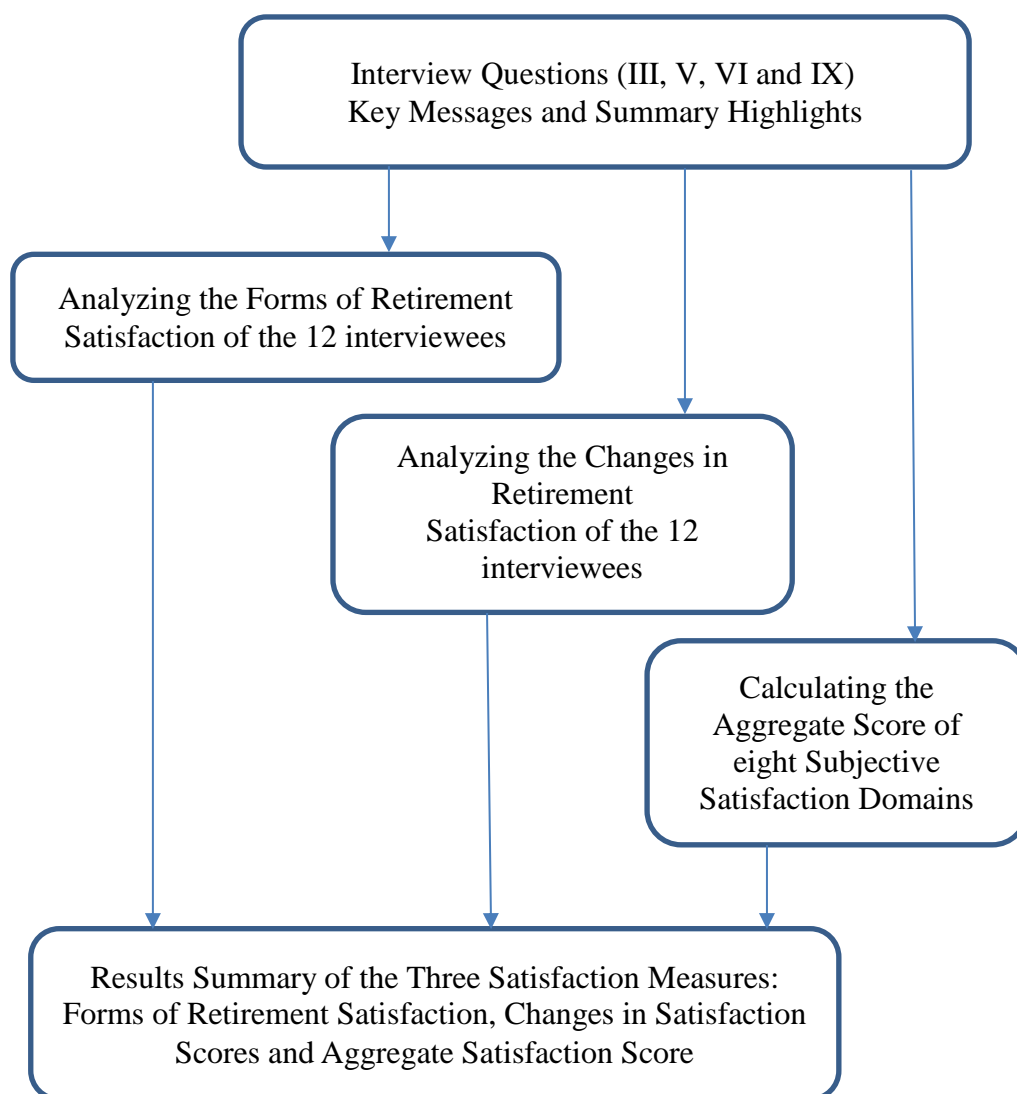 Interview Questions (III, V, VI and IX)
Key Messages and Summary Highlights
Analyzing the Forms of Retirement
Satisfaction of the 12 interviewees
Analyzing the Changes in
Retirement
Satisfaction of the 12
interviewees
Calculating the
Aggregate Score of
eight Subjective
Satisfaction Domains
Results Summary of the Three Satisfaction Measures:
Forms of Retirement Satisfaction, Changes in Satisfaction
Scores and Aggregate Satisfaction Score